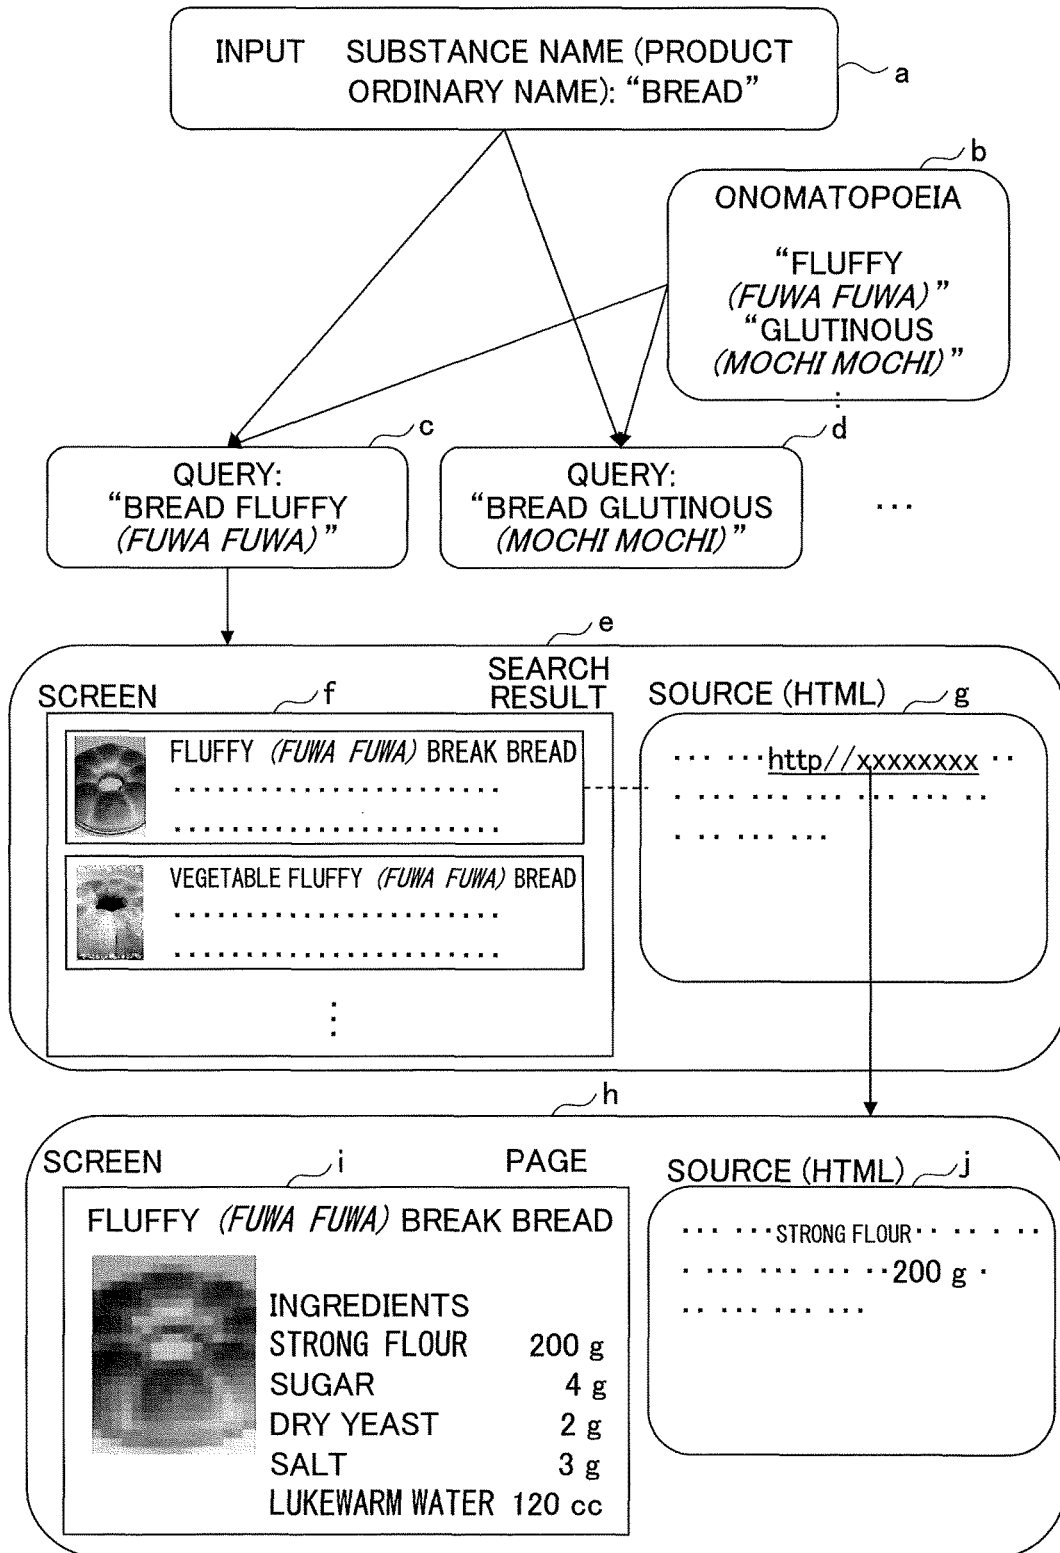 INPUT SUBSTANCE NAME (PRODUCT
ORDINARY NAME): “BREAD”
a
b
ONOMATOPOEIA
“FLUFFY
(FUWA FUWA)”
“GLUTINOUS
(MOCHI MOCHI)”
⋮
c
d
QUERY:
“BREAD FLUFFY
(FUWA FUWA)”
QUERY:
“BREAD GLUTINOUS
(MOCHI MOCHI)”
...
e
SEARCH
RESULT
SCREEN
f
SOURCE (HTML)
g
FLUFFY (FUWA FUWA) BREAK BREAD
VEGETABLE FLUFFY (FUWA FUWA) BREAD
⋮
... ...http//xxxxxxxx ..
h
SCREEN
i
PAGE
SOURCE (HTML)
j
FLUFFY (FUWA FUWA) BREAK BREAD
INGREDIENTS
STRONG FLOUR 200 g
SUGAR 4 g
DRY YEAST 2 g
SALT 3 g
LUKEWARM WATER 120 cc
... ...STRONG FLOUR.. .. ..
. ... ... ... ..200 g .